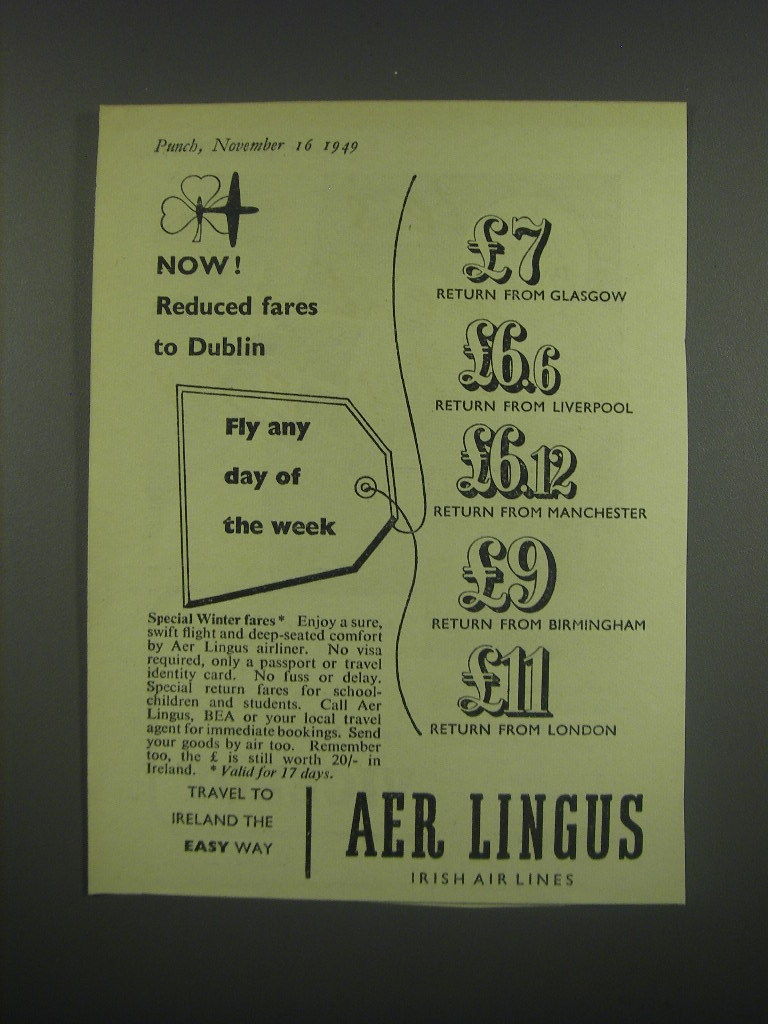 Punch, November 16 1949
NOW!
Reduced fares
to Dublin
Fly any
day of
the week
Special Winter fares* Enjoy a sure,
swift flight and deep-seated comfort
by Aer Lingus airliner. No visa
required, only a passport or travel
identity card. No fuss or delay.
Special return fares for school-
children and students. Call Aer
Lingus, BEA or your local travel
agent for immediate bookings. Send
your goods by air too. Remember
too, the £ is still worth 20/- in
Ireland. * Valid for 17 days.
£7
RETURN FROM GLASGOW
£6.6
RETURN FROM LIVERPOOL
£6.12
RETURN FROM MANCHESTER
£9
RETURN FROM BIRMINGHAM
£11
RETURN FROM LONDON
TRAVEL TO
IRELAND THE
EASY WAY
AER LINGUS
IRISH AIR LINES